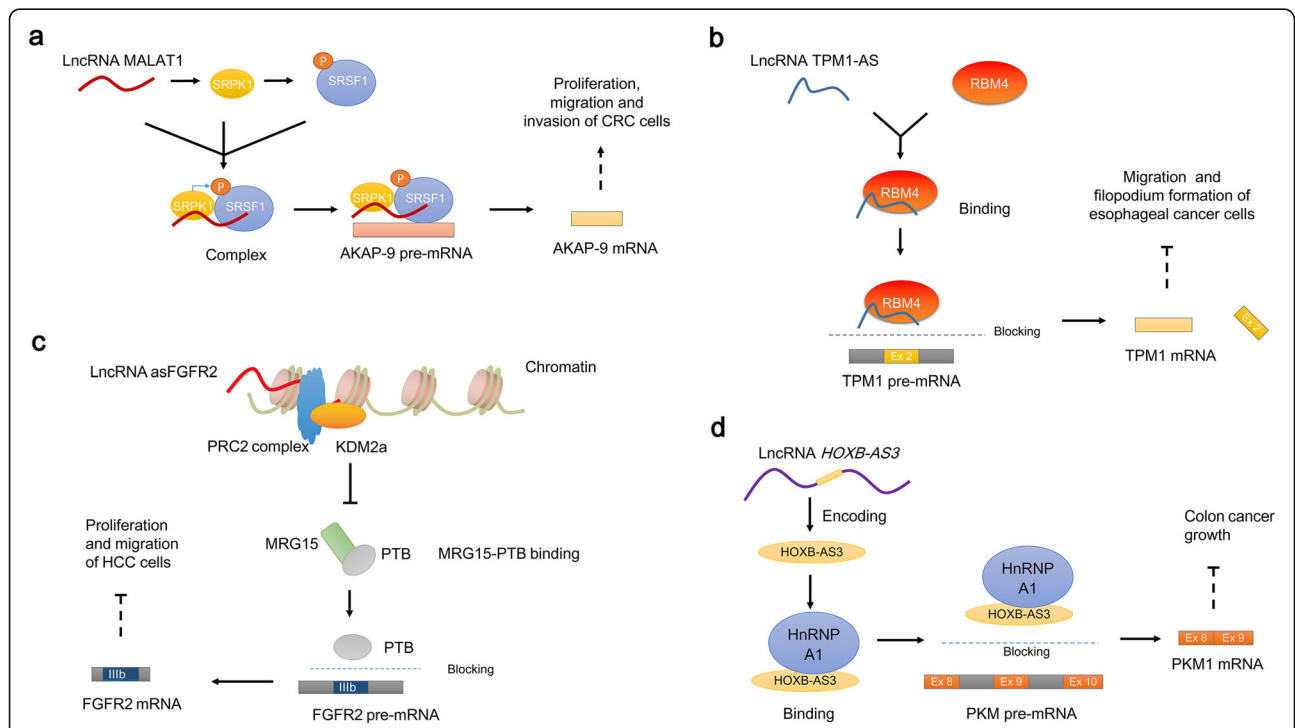 a
LncRNA MALAT1
SRPK1
P
SRSF1
Proliferation,
migration and
invasion of CRC cells
P
SRPK1
SRSF1
Complex
P
SRPK1
SRSF1
AKAP-9 pre-mRNA
AKAP-9 mRNA
b
LncRNA TPM1-AS
RBM4
RBM4
Binding
Migration and
filopodium formation of
esophageal cancer cells
RBM4
Blocking
Ex 2
TPM1 pre-mRNA
TPM1 mRNA
Ex 2
c
LncRNA asFGFR2
Chromatin
PRC2 complex
KDM2a
MRG15
PTB
MRG15-PTB binding
Proliferation
and migration
of HCC cells
PTB
Blocking
IIIb
FGFR2 mRNA
IIIb
FGFR2 pre-mRNA
d
LncRNA HOXB-AS3
Encoding
HOXB-AS3
HnRNP
A1
HOXB-AS3
Binding
HnRNP
A1
HOXB-AS3
Blocking
Ex 8 Ex 9 Ex 10
PKM pre-mRNA
Colon cancer
growth
Ex 8 Ex 9
PKM1 mRNA